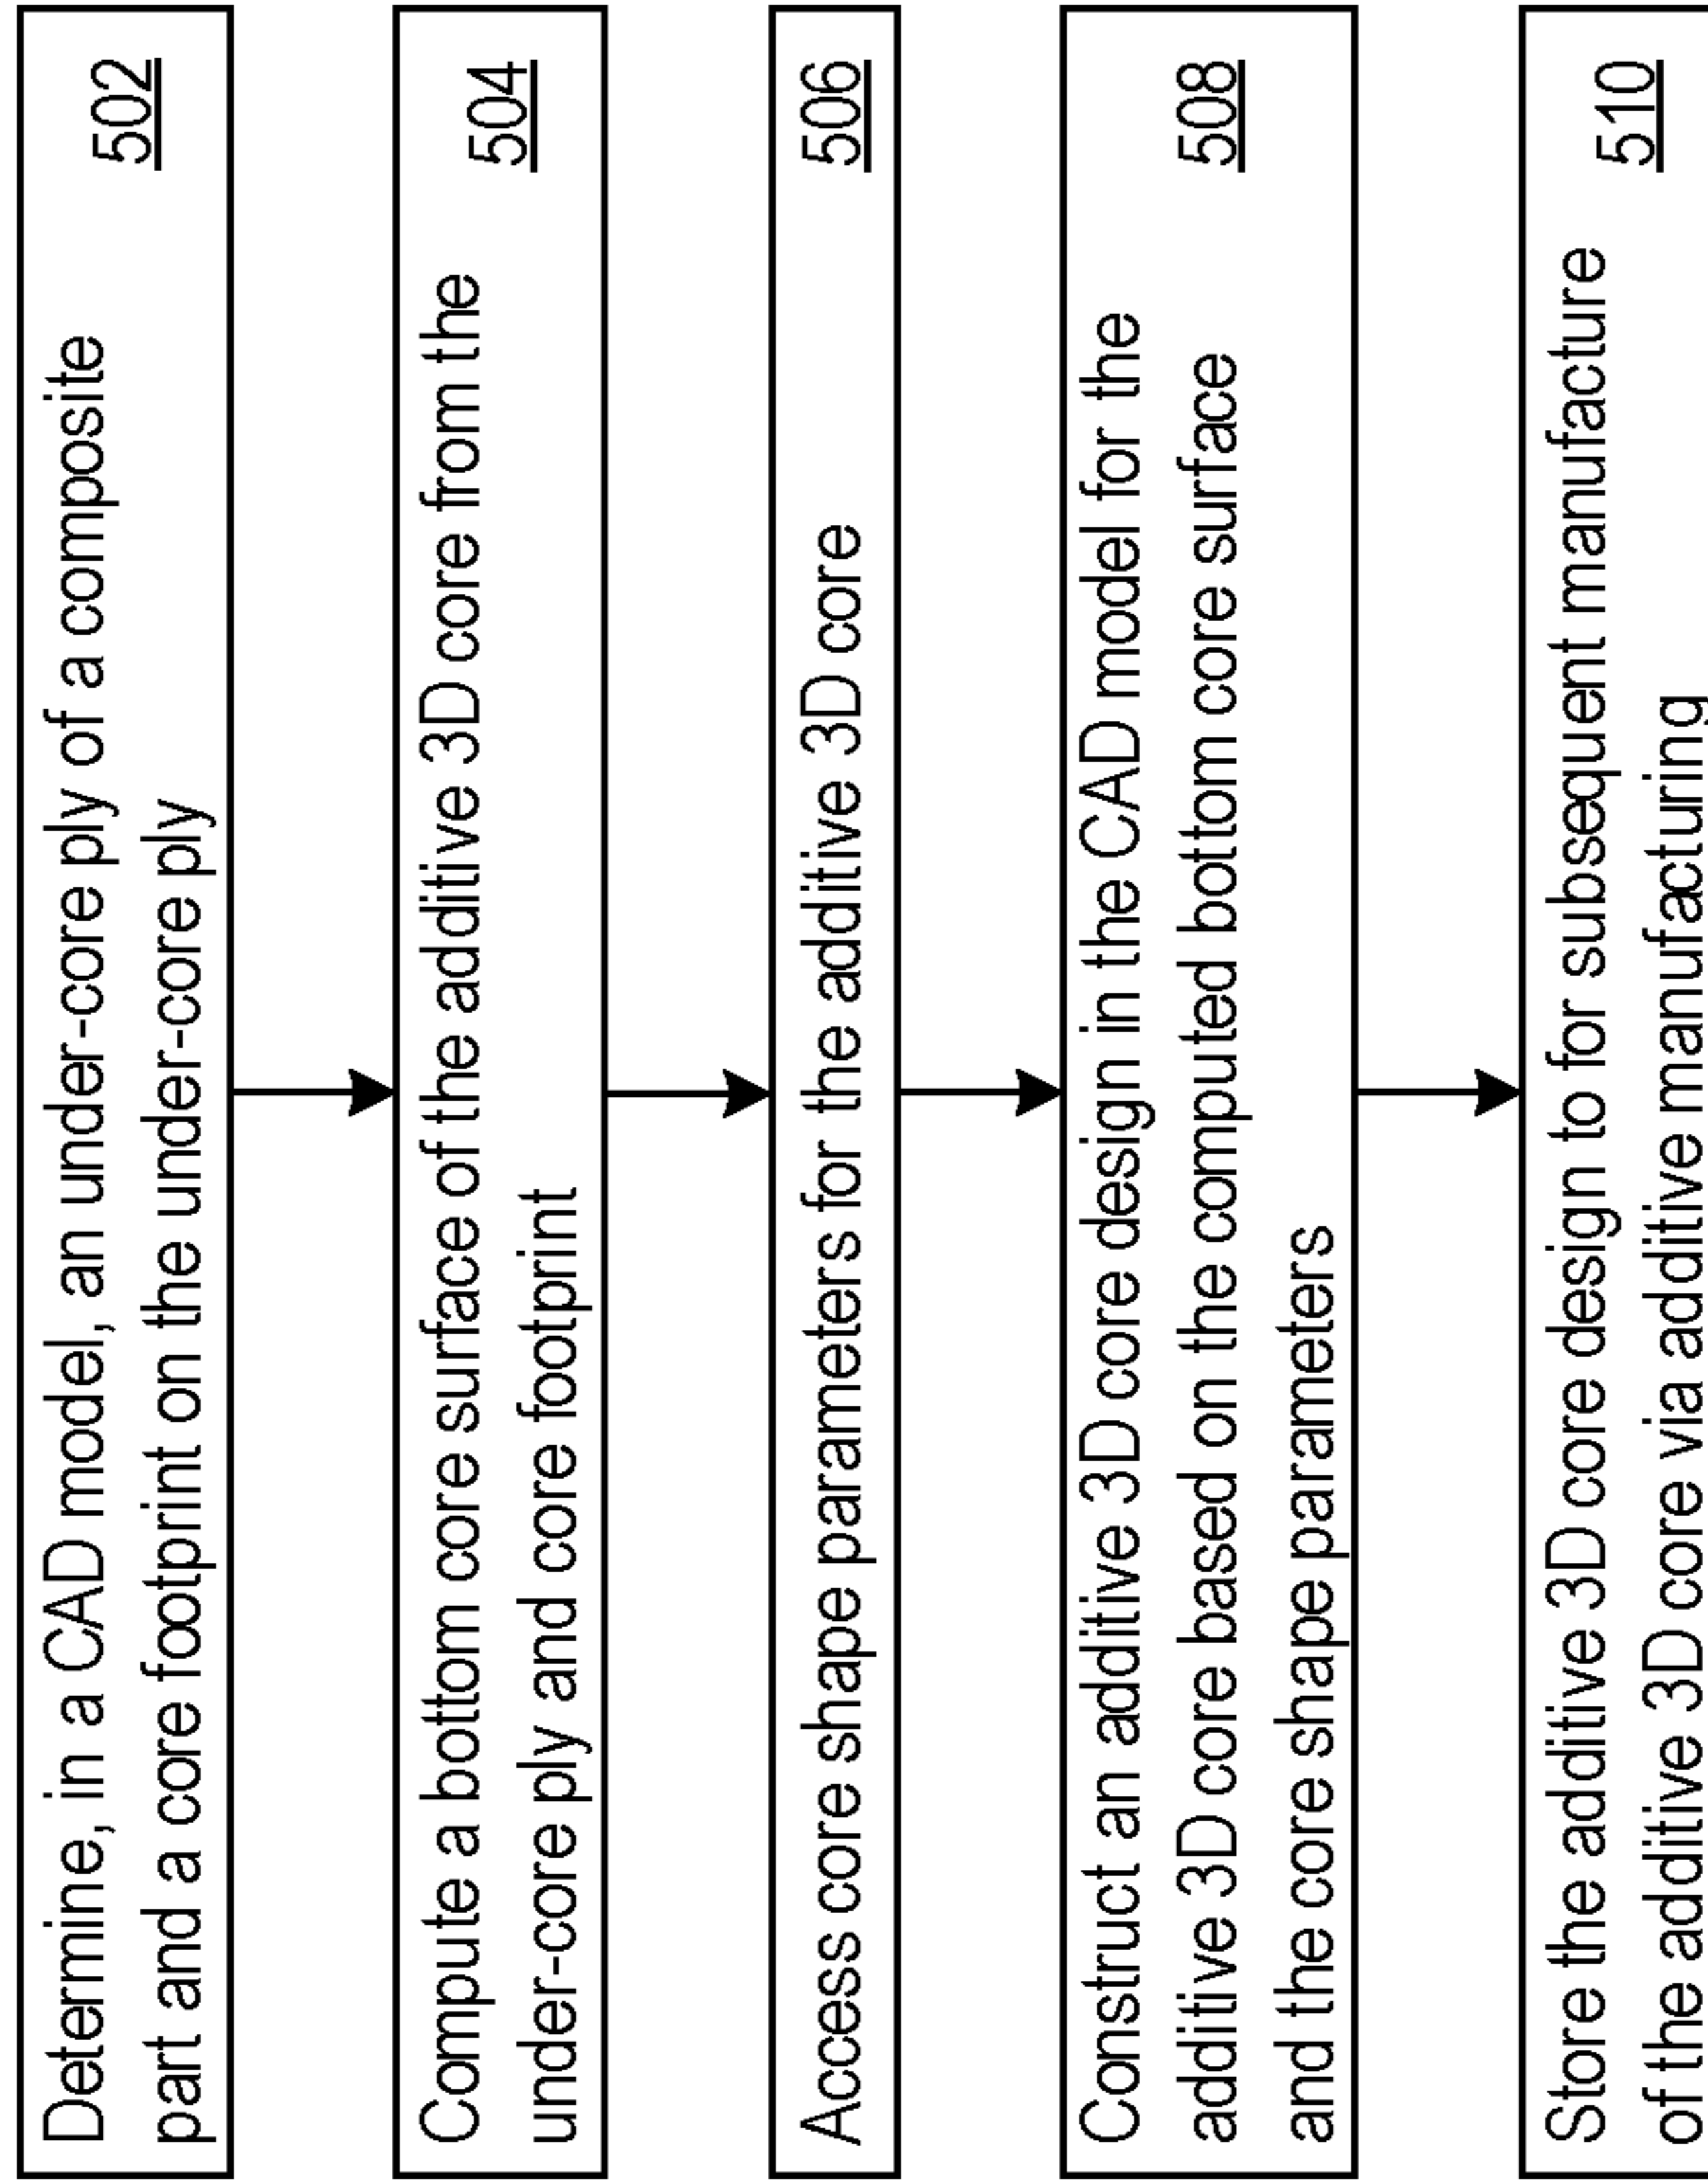 Determine, in a CAD model, an under-core ply of a composite
part and a core footprint on the under-core ply
502
Compute a bottom core surface of the additive 3D core from the
under-core ply and core footprint
504
Access core shape parameters for the additive 3D core
506
Construct an additive 3D core design in the CAD model for the
additive 3D core based on the computed bottom core surface
and the core shape parameters
508
Store the additive 3D core design to for subsequent manufacture
of the additive 3D core via additive manufacturing
510